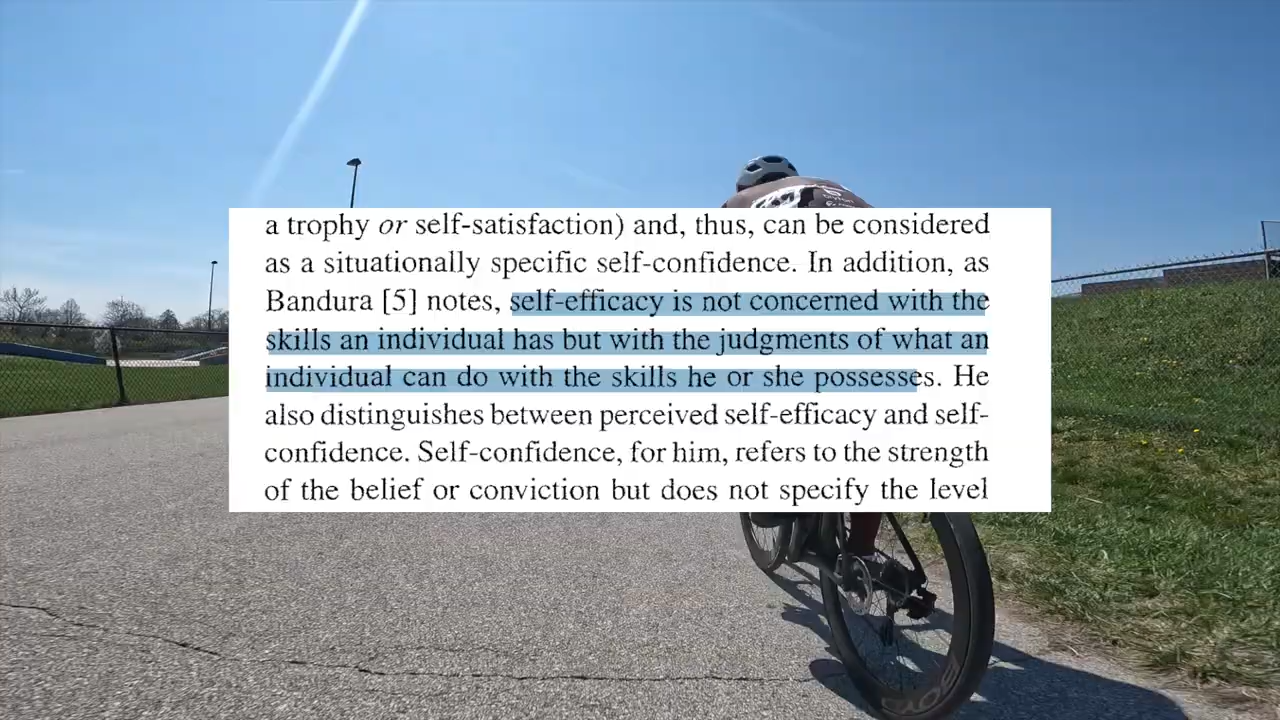 a trophy or self-satisfaction) and, thus, can be considered
as a situationally specific self-confidence. In addition, as
Bandura [5] notes, self-efficacy is not concerned with the
skills an individual has but with the judgments of what an
individual can do with the skills he or she possesses. He
also distinguishes between perceived self-efficacy and self-
confidence. Self-confidence, for him, refers to the strength
of the belief or conviction but does not specify the level